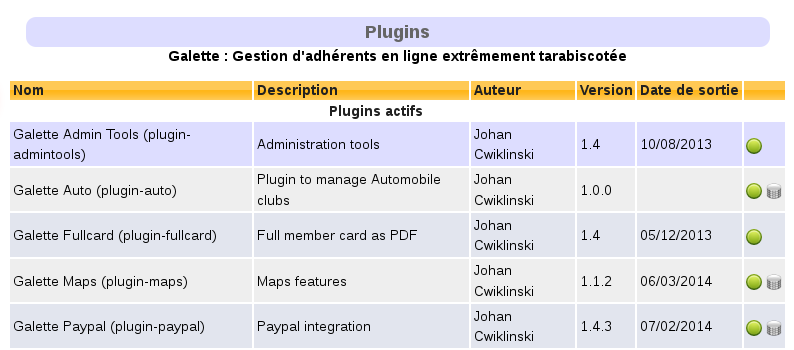 Plugins
Galette : Gestion d'adhérents en ligne extrêmement tarabiscotée
Nom Description Auteur Version Date de sortie
Plugins actifs
Galette Admin Tools (plugin-admintools) Administration tools Johan Cwiklinski 1.4 10/08/2013
Galette Auto (plugin-auto) Plugin to manage Automobile clubs Johan Cwiklinski 1.0.0
Galette Fullcard (plugin-fullcard) Full member card as PDF Johan Cwiklinski 1.4 05/12/2013
Galette Maps (plugin-maps) Maps features Johan Cwiklinski 1.1.2 06/03/2014
Galette Paypal (plugin-paypal) Paypal integration Johan Cwiklinski 1.4.3 07/02/2014